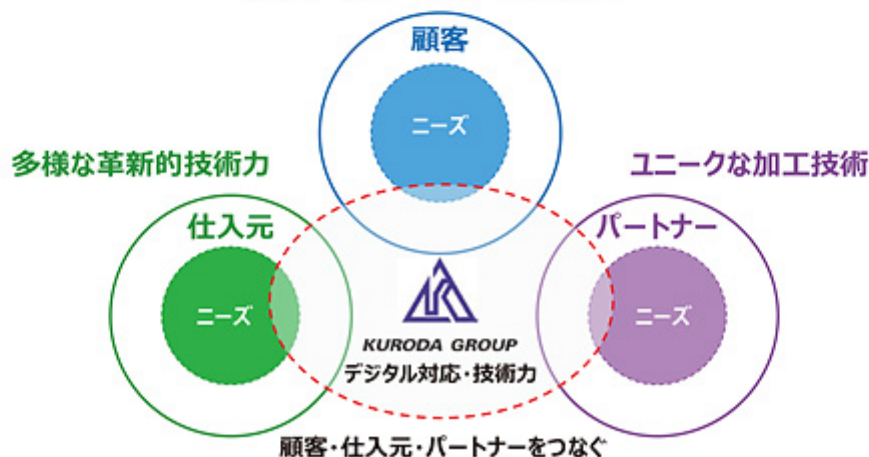 顧客
ニーズ
多様な革新的技術力
ユニークな加工技術
仕入元
パートナー
ニーズ
ニーズ
KURODA GROUP
デジタル対応・技術力
顧客・仕入元・パートナーをつなぐ